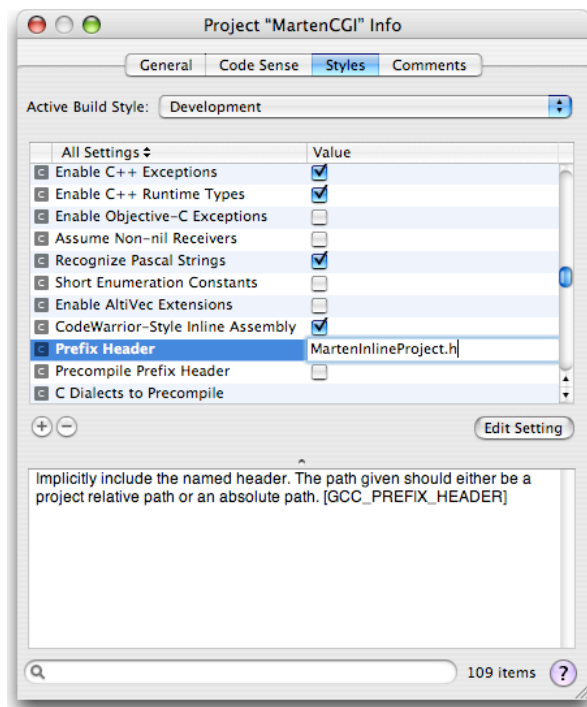 Project “MartenCGI” Info
General Code Sense Styles Comments
Active Build Style: Development
All Settings Value
C Enable C++ Exceptions
C Enable C++ Runtime Types
C Enable Objective-C Exceptions
C Assume Non-nil Receivers
C Recognize Pascal Strings
C Short Enumeration Constants
C Enable AltiVec Extensions
C CodeWarrior-Style Inline Assembly
C Prefix Header MartenInlineProject.h
C Precompile Prefix Header
C C Dialects to Precompile
Edit Setting
Implicitly include the named header. The path given should either be a
project relative path or an absolute path. [GCC_PREFIX_HEADER]
109 items ?